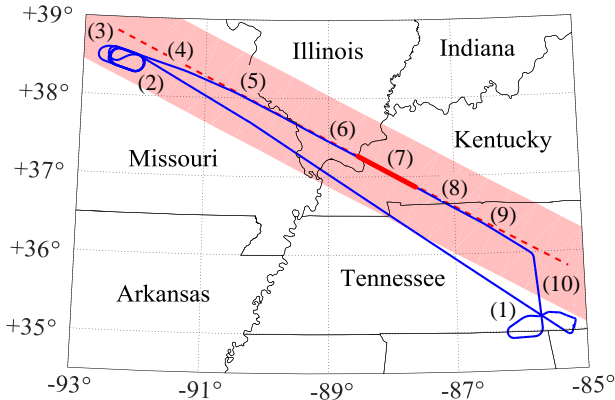 +39°
(3)
(4)
Illinois
Indiana
+38°
(2)
(5)
(6)
Kentucky
+37°
Missouri
(7)
(8)
(9)
+36°
Arkansas
Tennessee
(10)
(1)
+35°
-93° -91° -89° -87° -85°